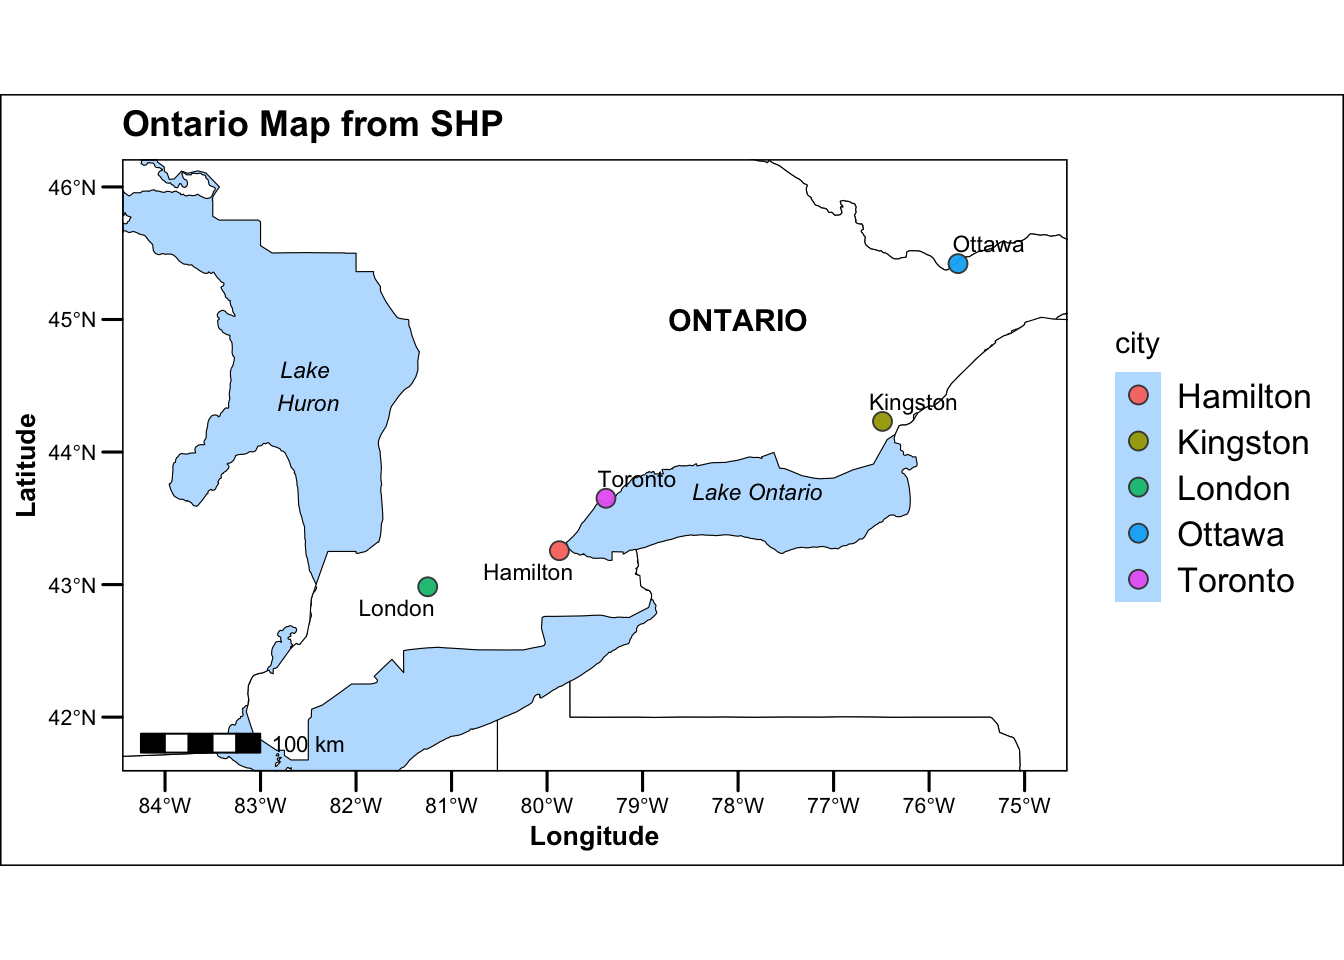 Ontario Map from SHP
46°N
45°N
44°N
43°N
42°N
Latitude
Ottawa
ONTARIO
Lake
Huron
Kingston
Toronto
Lake Ontario
Hamilton
London
100 km
84°W
83°W
82°W
81°W
80°W
79°W
78°W
77°W
76°W
75°W
Longitude
city
Hamilton
Kingston
London
Ottawa
Toronto